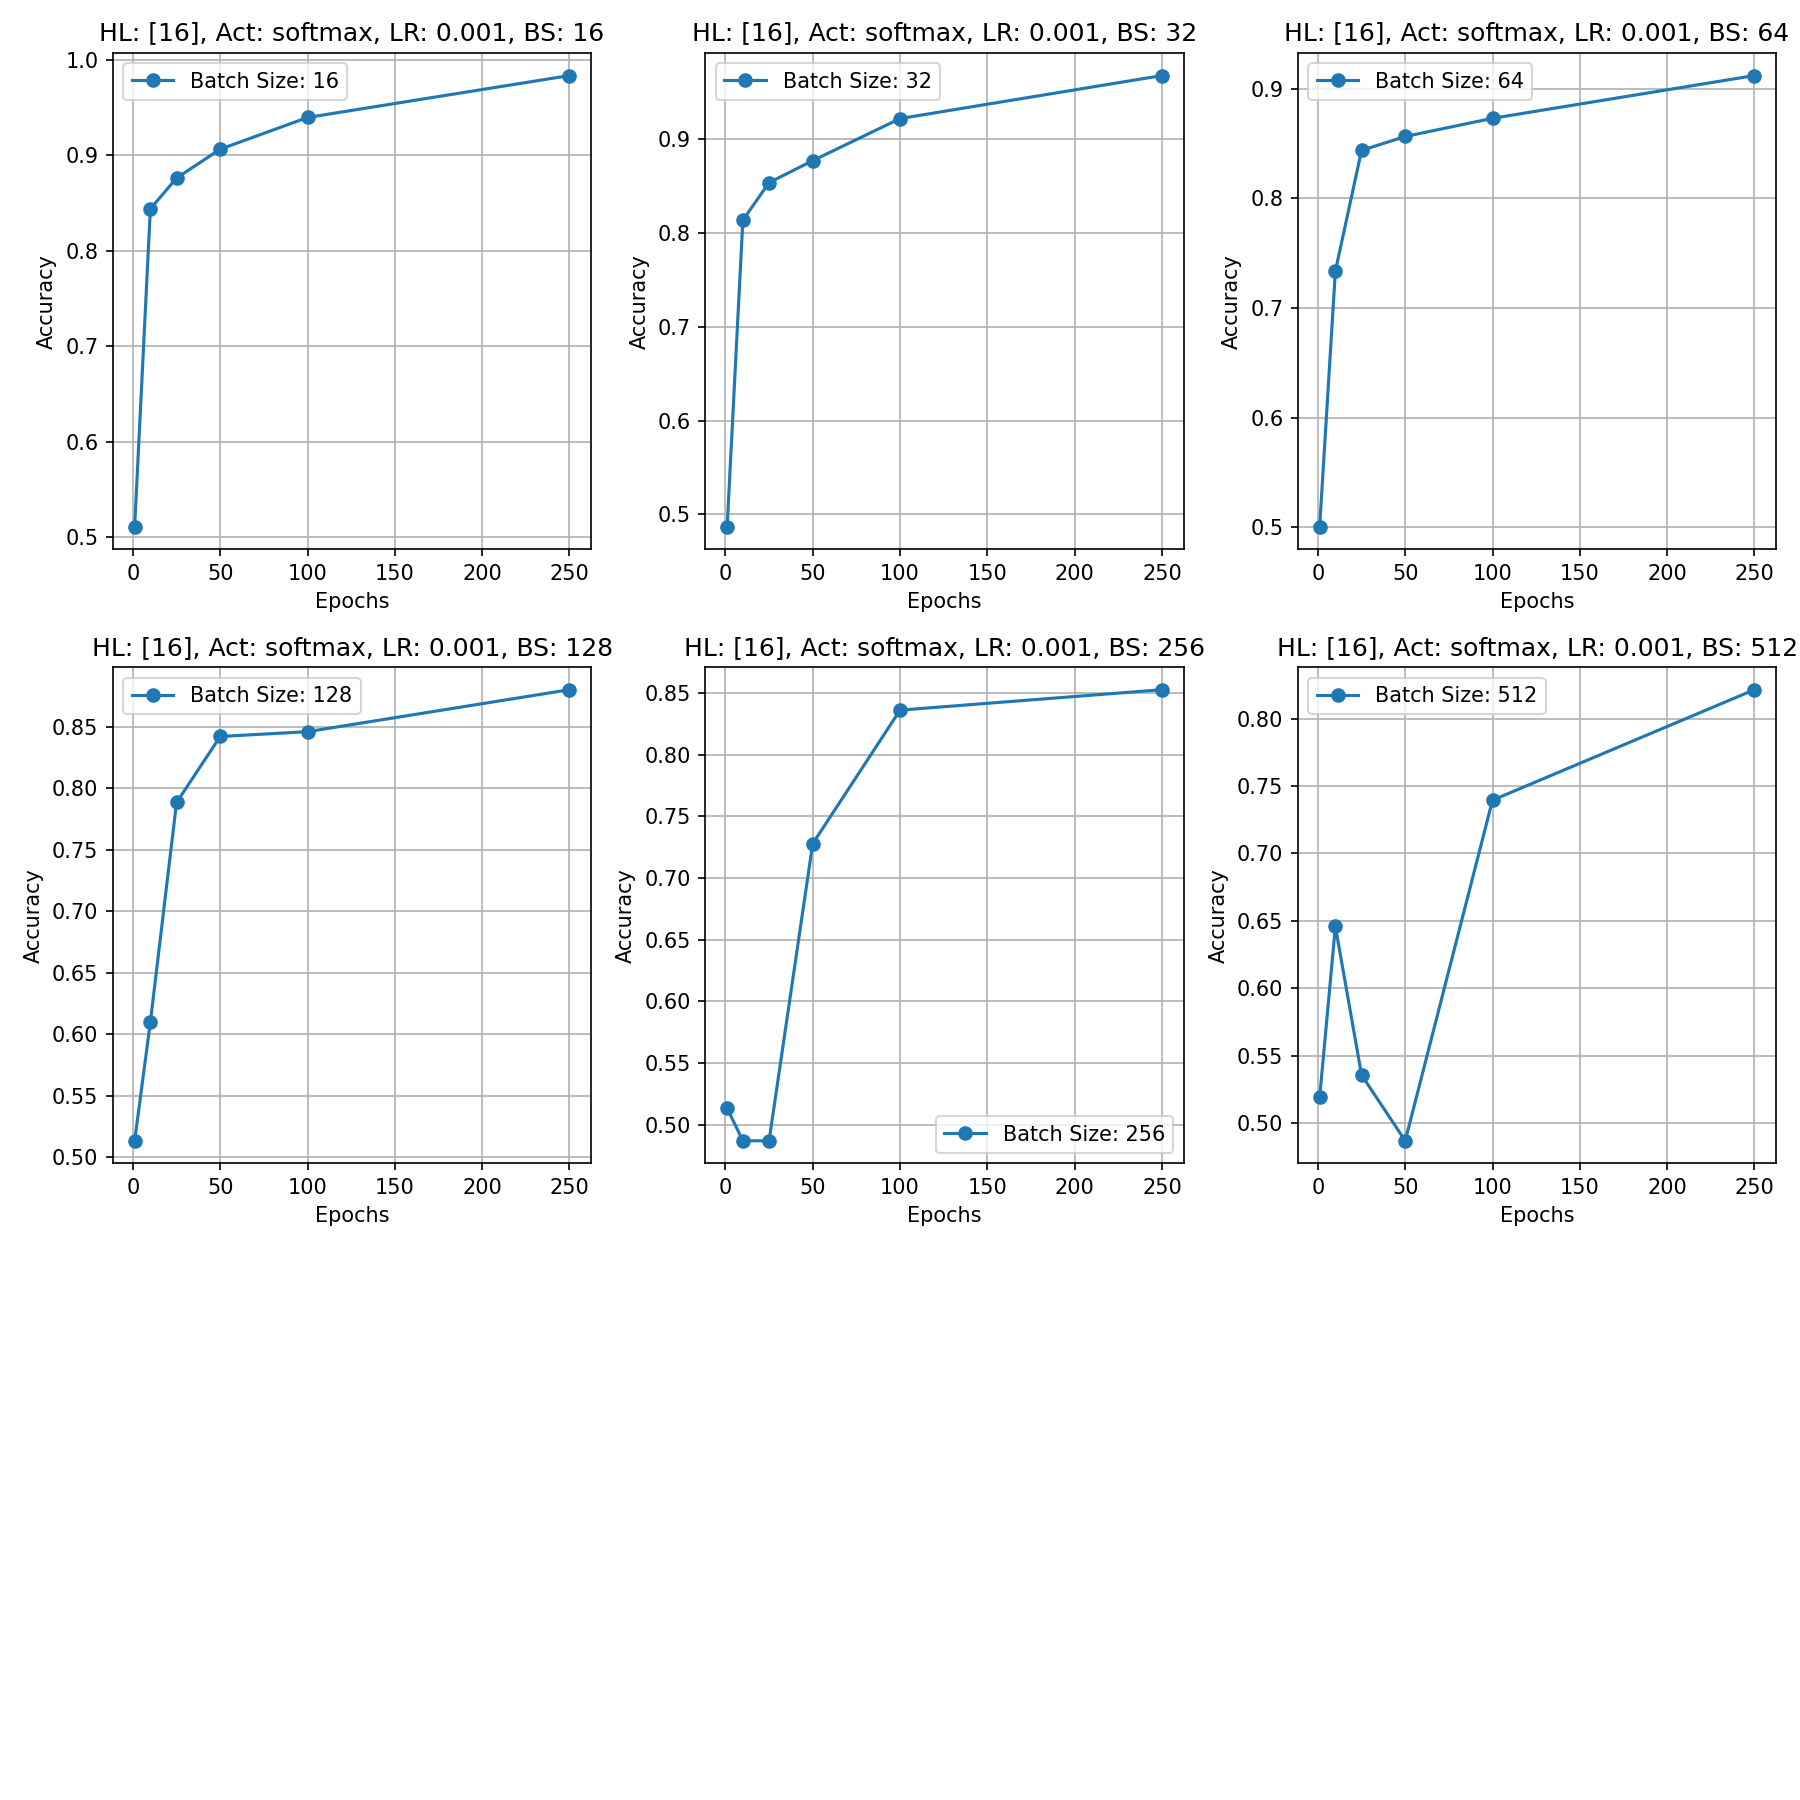 HL: [16], Act: softmax, LR: 0.001, BS: 16
Batch Size: 16
1.0
0.9
0.8
0.7
0.6
0.5
Accuracy
0 50 100 150 200 250
Epochs
HL: [16], Act: softmax, LR: 0.001, BS: 32
Batch Size: 32
0.9
0.8
0.7
0.6
0.5
Accuracy
0 50 100 150 200 250
Epochs
HL: [16], Act: softmax, LR: 0.001, BS: 64
Batch Size: 64
0.9
0.8
0.7
0.6
0.5
Accuracy
0 50 100 150 200 250
Epochs
HL: [16], Act: softmax, LR: 0.001, BS: 128
Batch Size: 128
0.85
0.80
0.75
0.70
0.65
0.60
0.55
0.50
Accuracy
0 50 100 150 200 250
Epochs
HL: [16], Act: softmax, LR: 0.001, BS: 256
0.85
0.80
0.75
0.70
0.65
0.60
0.55
0.50
Accuracy
Batch Size: 256
0 50 100 150 200 250
Epochs
HL: [16], Act: softmax, LR: 0.001, BS: 512
Batch Size: 512
0.80
0.75
0.70
0.65
0.60
0.55
0.50
Accuracy
0 50 100 150 200 250
Epochs